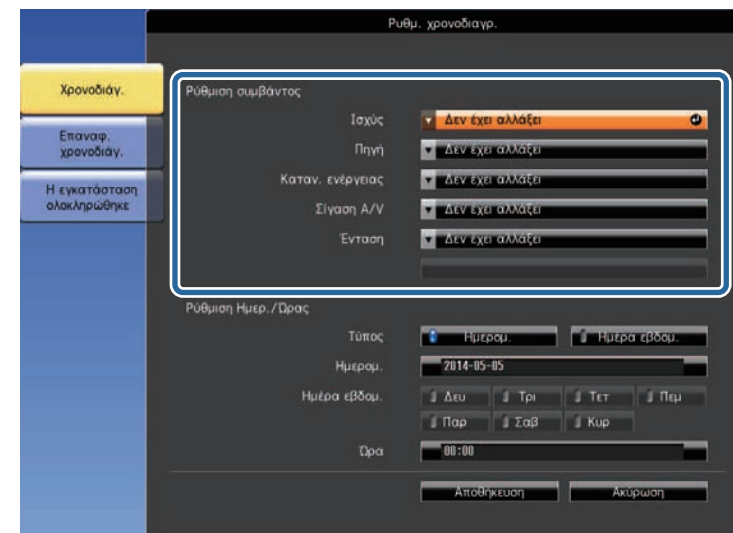 Ρυθμ. χρονοδιαγρ.
Χρονοδιάγ.
Επαναφ.
χρονοδιάγ.
Η εγκατάσταση
ολοκληρώθηκε
Ρύθμιση συμβάντος
Ισχύς Δεν έχει αλλάξει
Πηγή Δεν έχει αλλάξει
Καταν. ενέργειας Δεν έχει αλλάξει
Σίγαση A/V Δεν έχει αλλάξει
Ένταση Δεν έχει αλλάξει
Ρύθμιση Ημερ./Ώρας
Τύπος Ημερομ. Ημέρα εβδομ.
Ημερομ. 2014-05-05
Ημέρα εβδομ. Δευ Τρι Τετ Πεμ
Παρ Σαβ Κυρ
Ώρα 00:00
Αποθήκευση Ακύρωση